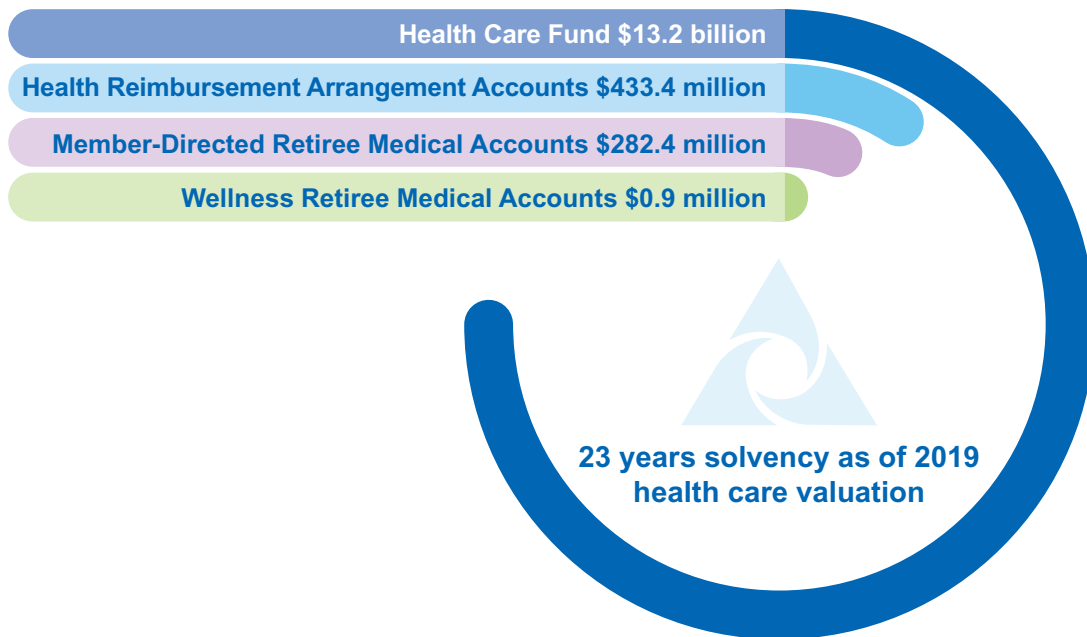 Health Care Fund $13.2 billion
Health Reimbursement Arrangement Accounts $433.4 million
Member-Directed Retiree Medical Accounts $282.4 million
Wellness Retiree Medical Accounts $0.9 million
23 years solvency as of 2019
health care valuation